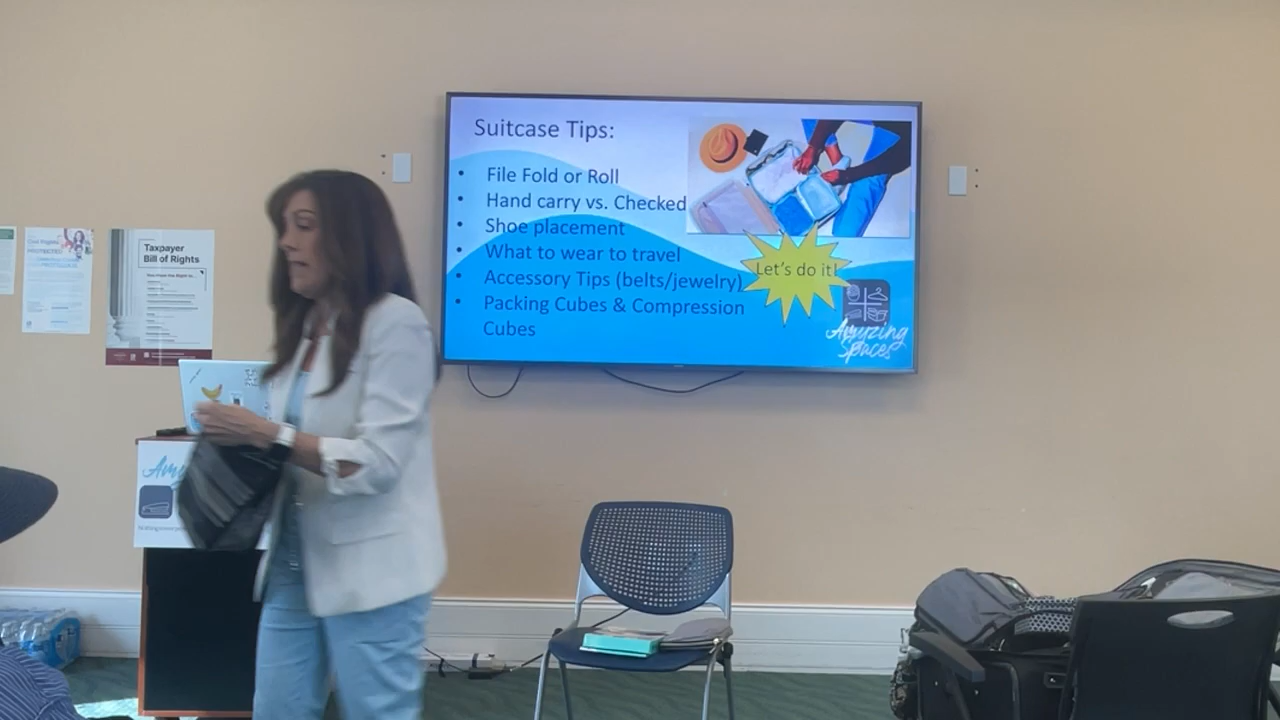 Suitcase Tips:
• File Fold or Roll
• Hand carry vs. Checked
• Shoe placement
• What to wear to travel
• Accessory Tips (belts/jewelry)
• Packing Cubes & Compression
Cubes
Let's do it!
Amyzing
Spaces
Taxpayer
Bill of Rights